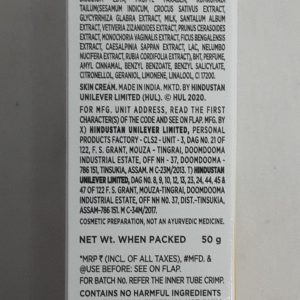 TALLUM;SESAMUM INDICUM, CROCUS SATIVUS EXTRACT,
GLYCYRRHIZA GLABRA EXTRACT, MILK, SANTALUM ALBUM
EXTRACT, VETIVERIA ZIZANOIDES EXTRACT, PRUNUS CERASOIDES
EXTRACT, MONOCHORIA VAGINALIS EXTRACT, FICUS BENGALENSIS
EXTRACT, CAESALPINIA SAPPAN EXTRACT, LAC, NELUMBO
NUCIFERA EXTRACT, RUBIA CORDIFOLIA EXTRACT), BHT, PERFUME,
AMYL CINNAMAL, BENZYL BENZOATE, BENZYL SALICYLATE,
CITRONELLOL, GERANIOL, LIMONENE, LINALOOL, CI 17200.
SKIN CREAM. MADE IN INDIA. MKTD. BY HINDUSTAN
UNILEVER LIMITED (HUL). © HUL 2020.
FOR MFG. UNIT ADDRESS, READ THE FIRST
CHARACTER(S) OF THE CODE AND SEE ON FLAP. MFG.
BY X) HINDUSTAN UNILEVER LIMITED, PERSONAL
PRODUCTS FACTORY - CLS2 - UNIT - 3, DAG NO. 21 OF
122, F. S. GRANT, MOUZA - TINGRAI, DOOMDOOMA
INDUSTRIAL ESTATE, OFF NH - 37, DOOMDOOMA -
786151, TINSUKIA, ASSAM, M. C-23M/2013. T) HINDUSTAN
UNILEVER LIMITED, DAG NO. 8, 9, 10, 12, 13, 23, 24, 44, 45 &
47 OF 122 F. S. GRANT, MOUZA-TINGRAI, DOOMDOOMA
INDUSTRIAL ESTATE, OFF NO. 37, DIST.-TINSUKIA,
ASSAM-786 151. M. C-34M/2017.
COSMETIC PREPARATION, NOT AN AYURVEDIC MEDICINE.
NET Wt. WHEN PACKED 50 g
*MRP ₹ (INCL. OF ALL TAXES), #MFD. &
@USE BEFORE: SEE ON FLAP.
FOR BATCH No. REFER THE INNER TUBE CRIMP.
CONTAINS NO HARMFUL INGREDIENTS